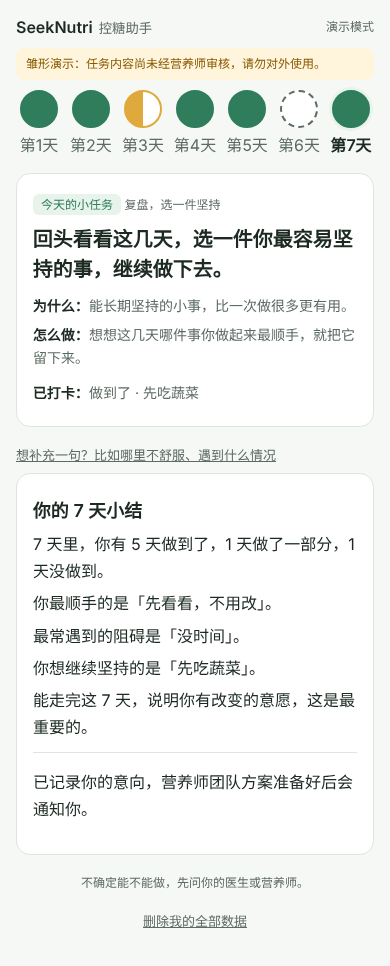 SeekNutri 控糖助手 演示模式
雏形演示：任务内容尚未经营养师审核，请勿对外使用。
第1天 第2天 第3天 第4天 第5天 第6天 第7天
今天的小任务 复盘，选一件坚持
回头看看这几天，选一件你最容易坚
持的事，继续做下去。
为什么：能长期坚持的小事，比一次做很多更有用。
怎么做：想想这几天哪件事你做起来最顺手，就把它
留下来。
已打卡：做到了 · 先吃蔬菜
想补充一句？比如哪里不舒服、遇到什么情况
你的 7 天小结
7 天里，你有 5 天做到了，1 天做了一部分，1
天没做到。
你最顺手的是「先看看，不用改」。
最常遇到的阻碍是「没时间」。
你想继续坚持的是「先吃蔬菜」。
能走完这 7 天，说明你有改变的意愿，这是最
重要的。
已记录你的意向，营养师团队方案准备好后会
通知你。
不确定能不能做，先问你的医生或营养师。
删除我的全部数据